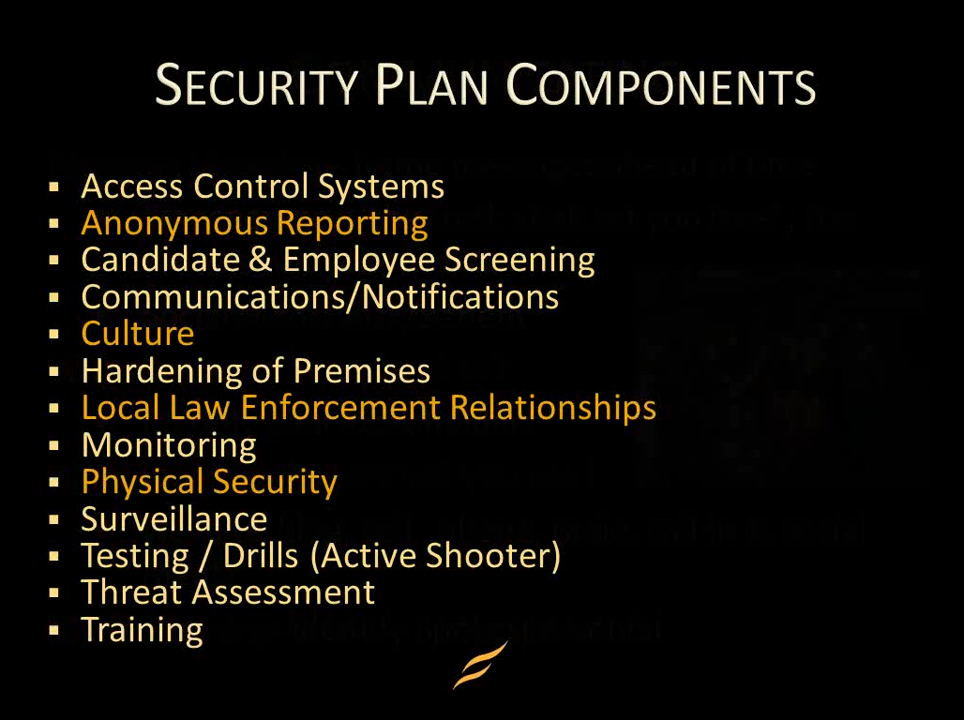 SECURITY PLAN COMPONENTS
▪ Access Control Systems
▪ Anonymous Reporting
▪ Candidate & Employee Screening
▪ Communications/Notifications
▪ Culture
▪ Hardening of Premises
▪ Local Law Enforcement Relationships
▪ Monitoring
▪ Physical Security
▪ Surveillance
▪ Testing / Drills (Active Shooter)
▪ Threat Assessment
▪ Training